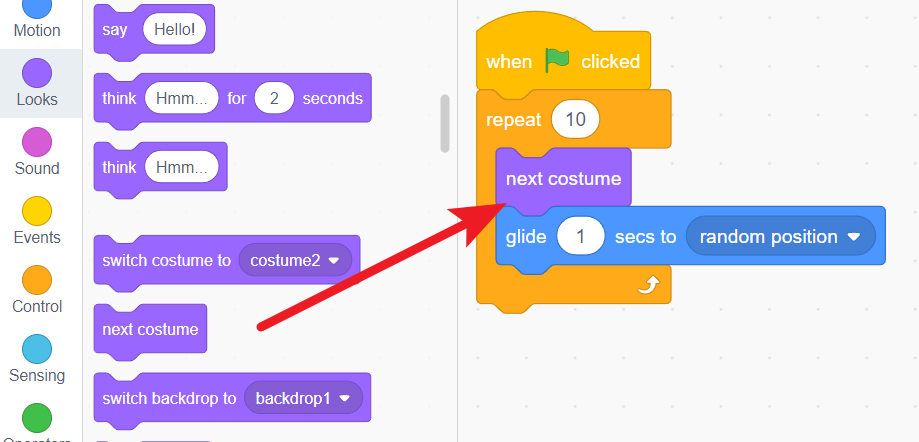 Motion
Looks
Sound
Events
Control
Sensing
Operators
say Hello!
think Hmm... for 2 seconds
think Hmm...
switch costume to costume2
next costume
switch backdrop to backdrop1
when clicked
repeat 10
next costume
glide 1 secs to random position